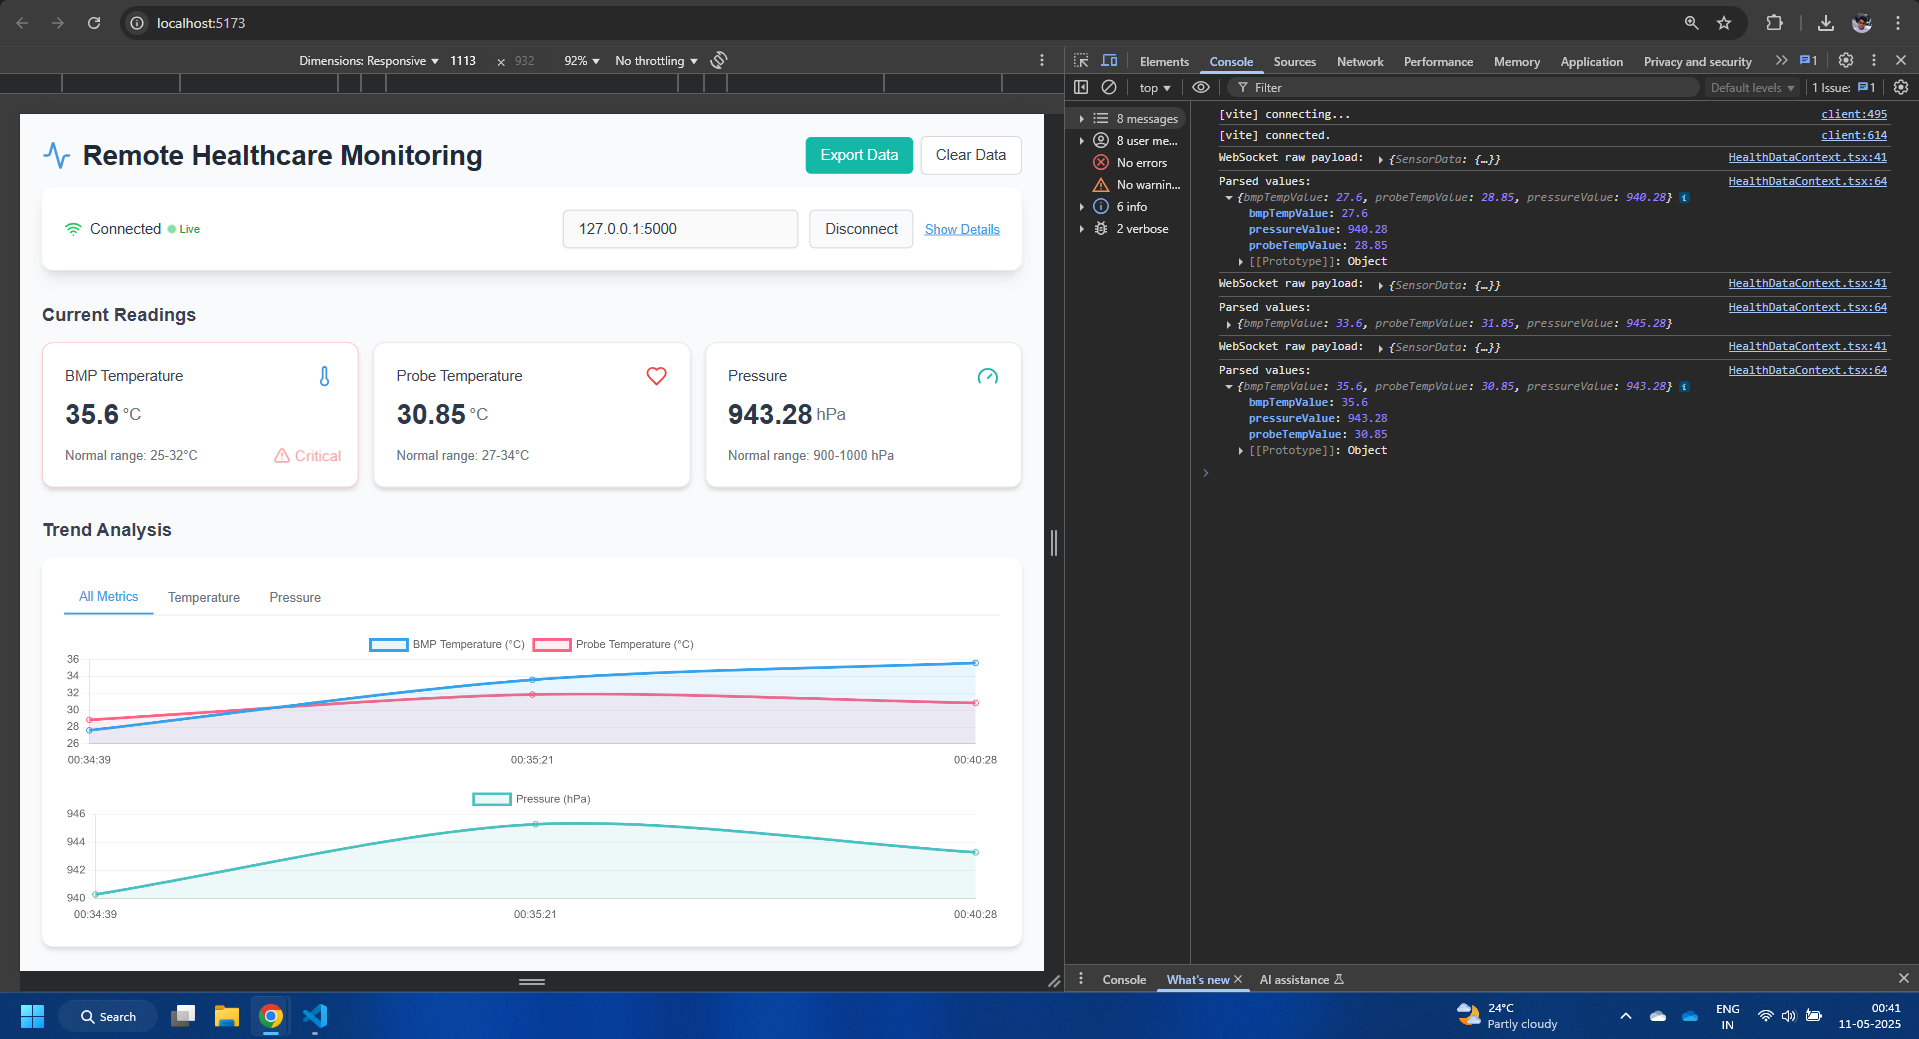 localhost:5173
Dimensions: Responsive ▼ 1113 × 932 92% ▼ No throttling ▼
Elements Console Sources Network Performance Memory Application Privacy and security 1
top ▼ Filter Default levels ▼ 1 Issue: 1
Remote Healthcare Monitoring
Export Data Clear Data
Connected Live
127.0.0.1:5000
Disconnect
Show Details
Current Readings
BMP Temperature
35.6 °C
Normal range: 25-32°C
Critical
Probe Temperature
30.85 °C
Normal range: 27-34°C
Pressure
943.28 hPa
Normal range: 900-1000 hPa
Trend Analysis
All Metrics Temperature Pressure
BMP Temperature (°C) Probe Temperature (°C)
36
34
32
30
28
26
00:34:39 00:35:21 00:40:28
Pressure (hPa)
946
944
942
940
00:34:39 00:35:21 00:40:28
8 messages
8 user me...
No errors
No warnin...
6 info
2 verbose
[vite] connecting... client:495
[vite] connected. client:614
WebSocket raw payload: {SensorData: {…}} HealthDataContext.tsx:41
Parsed values: HealthDataContext.tsx:64
{bmpTempValue: 27.6, probeTempValue: 28.85, pressureValue: 940.28} i
bmpTempValue: 27.6
pressureValue: 940.28
probeTempValue: 28.85
[[Prototype]]: Object
WebSocket raw payload: {SensorData: {…}} HealthDataContext.tsx:41
Parsed values: HealthDataContext.tsx:64
{bmpTempValue: 33.6, probeTempValue: 31.85, pressureValue: 945.28}
WebSocket raw payload: {SensorData: {…}} HealthDataContext.tsx:41
Parsed values: HealthDataContext.tsx:64
{bmpTempValue: 35.6, probeTempValue: 30.85, pressureValue: 943.28} i
bmpTempValue: 35.6
pressureValue: 943.28
probeTempValue: 30.85
[[Prototype]]: Object
Console What's new AI assistance
Search
24°C
Partly cloudy
ENG
IN
00:41
11-05-2025